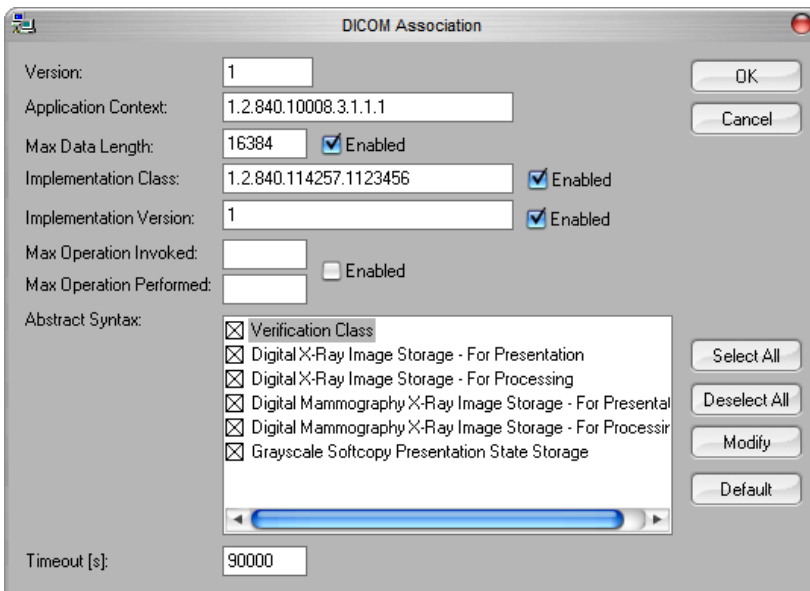 DICOM Association
Version: 1
OK
Application Context: 1.2.840.10008.3.1.1.1
Cancel
Max Data Length: 16384 Enabled
Implementation Class: 1.2.840.114257.1123456 Enabled
Implementation Version: 1 Enabled
Max Operation Invoked:
Enabled
Max Operation Performed:
Abstract Syntax:
Verification Class
Digital X-Ray Image Storage - For Presentation
Digital X-Ray Image Storage - For Processing
Digital Mammography X-Ray Image Storage - For Presentat
Digital Mammography X-Ray Image Storage - For Processin
Grayscale Softcopy Presentation State Storage
Select All
Deselect All
Modify
Default
Timeout [s]: 90000